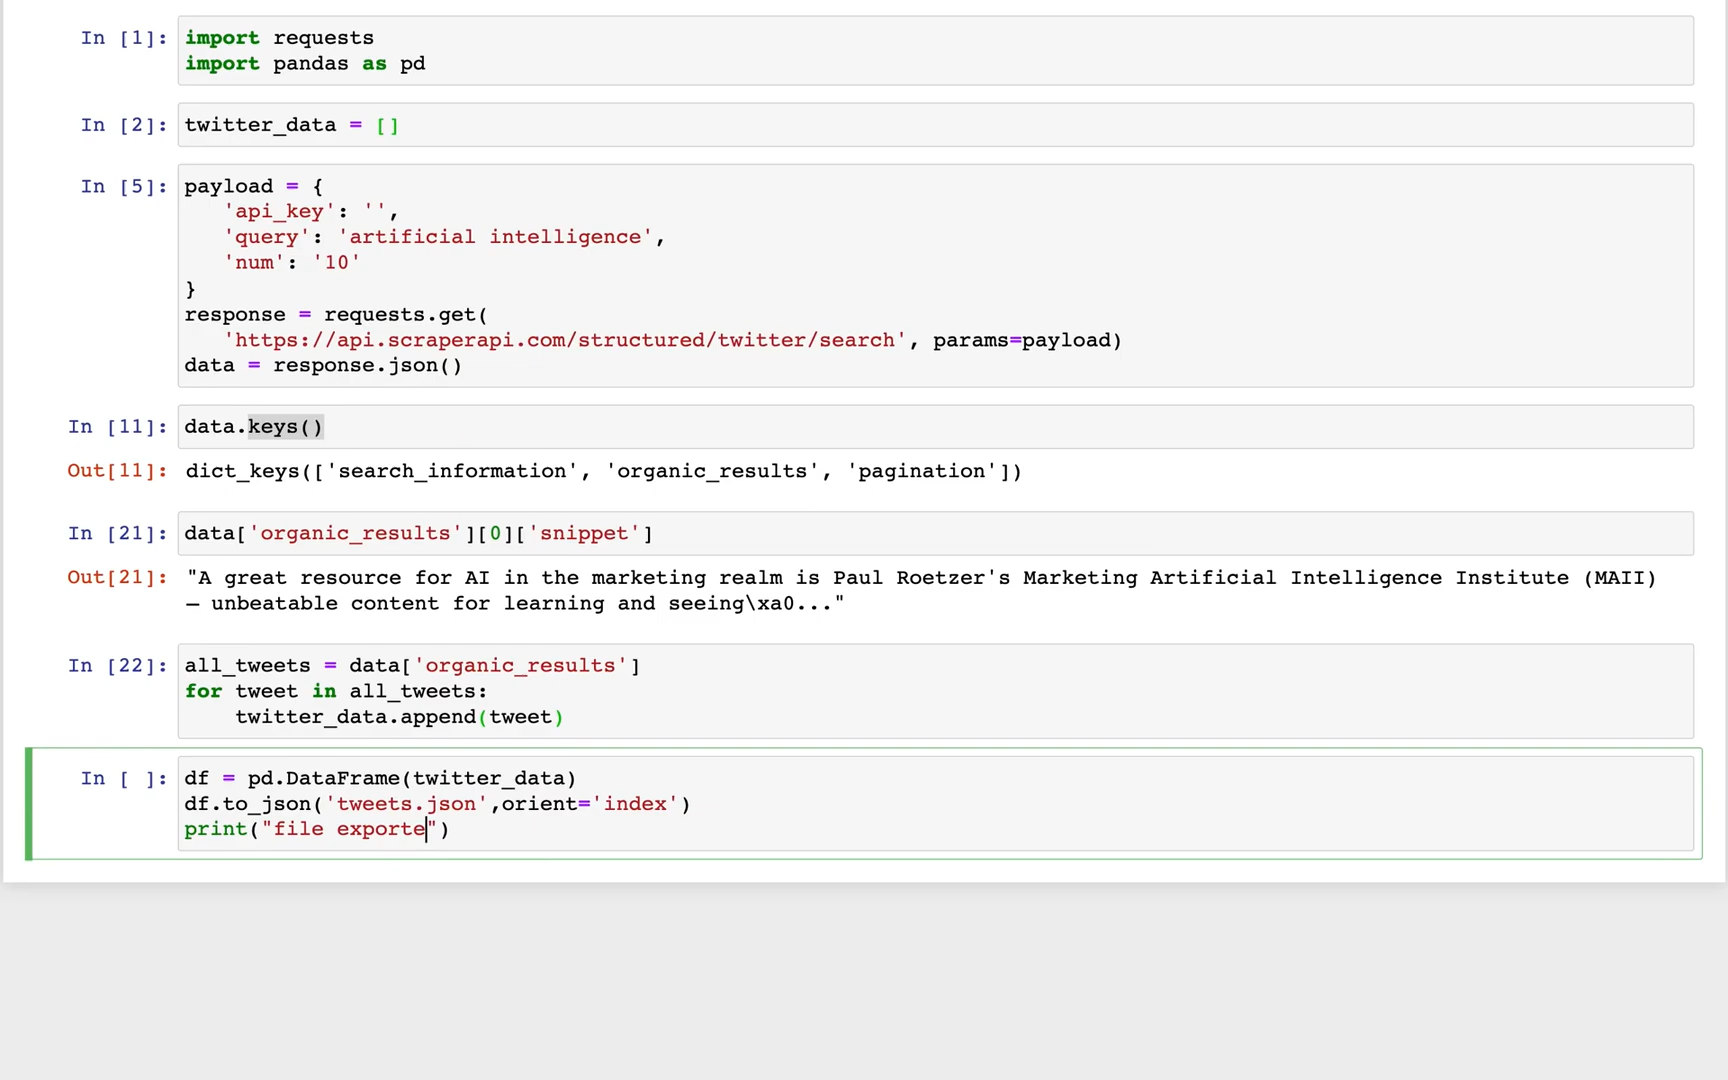 In [1]: import requests
import pandas as pd
In [2]: twitter_data = []
In [5]: payload = {
'api_key': '',
'query': 'artificial intelligence',
'num': '10'
}
response = requests.get(
'https://api.scraperapi.com/structured/twitter/search', params=payload)
data = response.json()
In [11]: data.keys()
Out[11]: dict_keys(['search_information', 'organic_results', 'pagination'])
In [21]: data['organic_results'][0]['snippet']
Out[21]: "A great resource for AI in the marketing realm is Paul Roetzer's Marketing Artificial Intelligence Institute (MAII)
— unbeatable content for learning and seeing\xa0..."
In [22]: all_tweets = data['organic_results']
for tweet in all_tweets:
twitter_data.append(tweet)
In [ ]: df = pd.DataFrame(twitter_data)
df.to_json('tweets.json',orient='index')
print("file exporte")